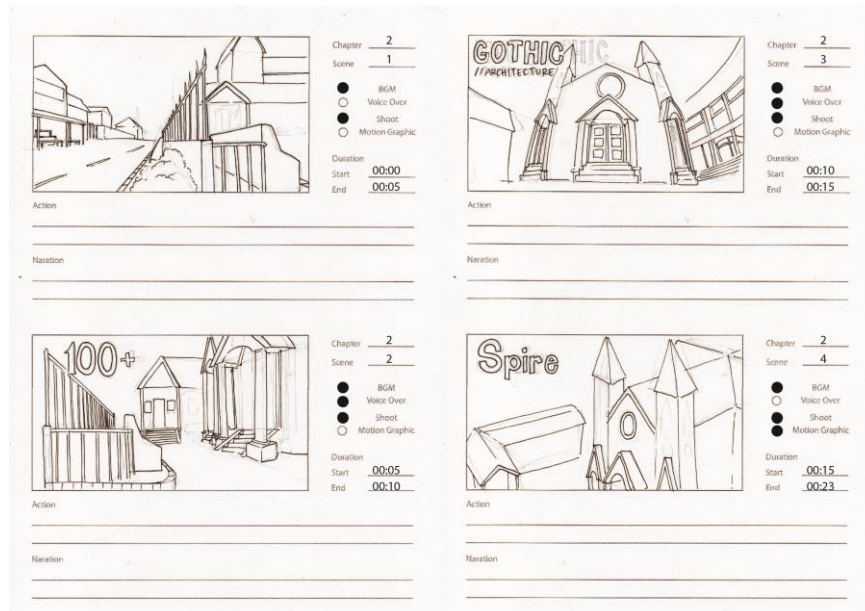 Chapter 2
Scene 1
BGM
Voice Over
Shoot
Motion Graphic
Duration
Start 00:00
End 00:05
Action
Naration
100+
Chapter 2
Scene 2
BGM
Voice Over
Shoot
Motion Graphic
Duration
Start 00:05
End 00:10
Action
Naration
GOTHIC HIC
//ARCHITECTURE
Chapter 2
Scene 3
BGM
Voice Over
Shoot
Motion Graphic
Duration
Start 00:10
End 00:15
Action
Naration
Spire
Chapter 2
Scene 4
BGM
Voice Over
Shoot
Motion Graphic
Duration
Start 00:15
End 00:23
Action
Naration